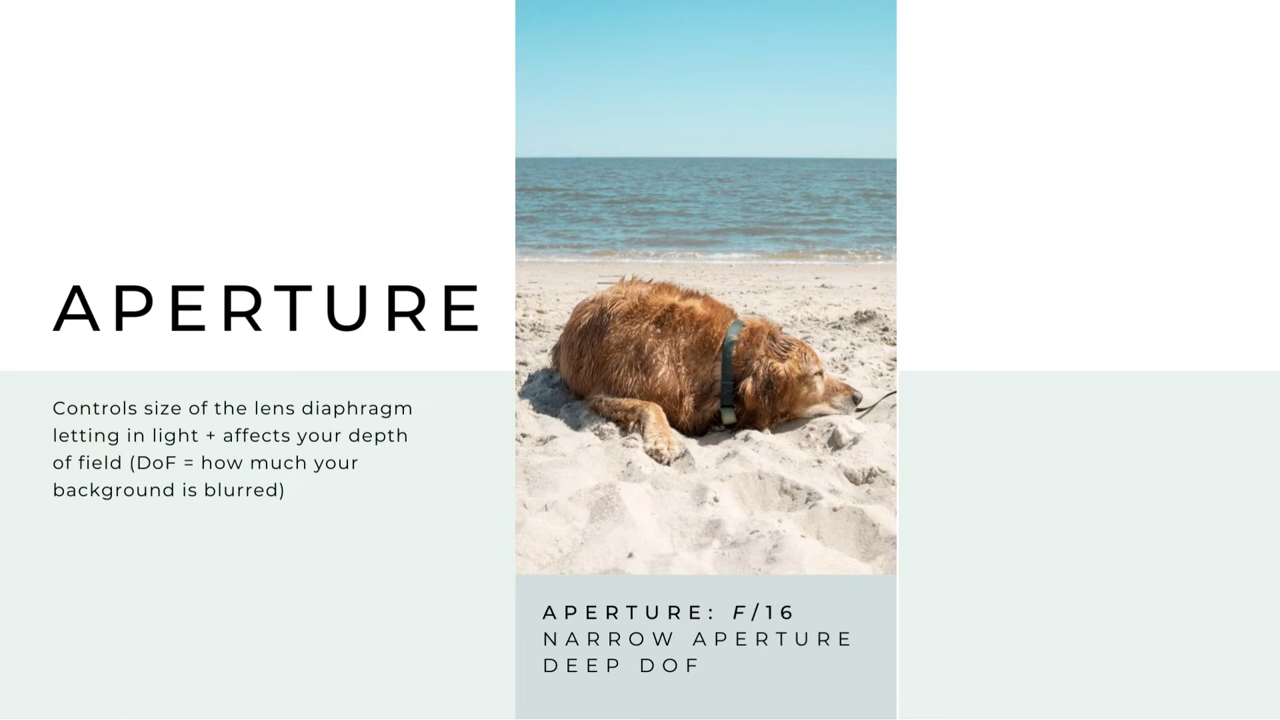 APERTURE
Controls size of the lens diaphragm
letting in light + affects your depth
of field (DoF = how much your
background is blurred)
APERTURE: F/16
NARROW APERTURE
DEEP DOF